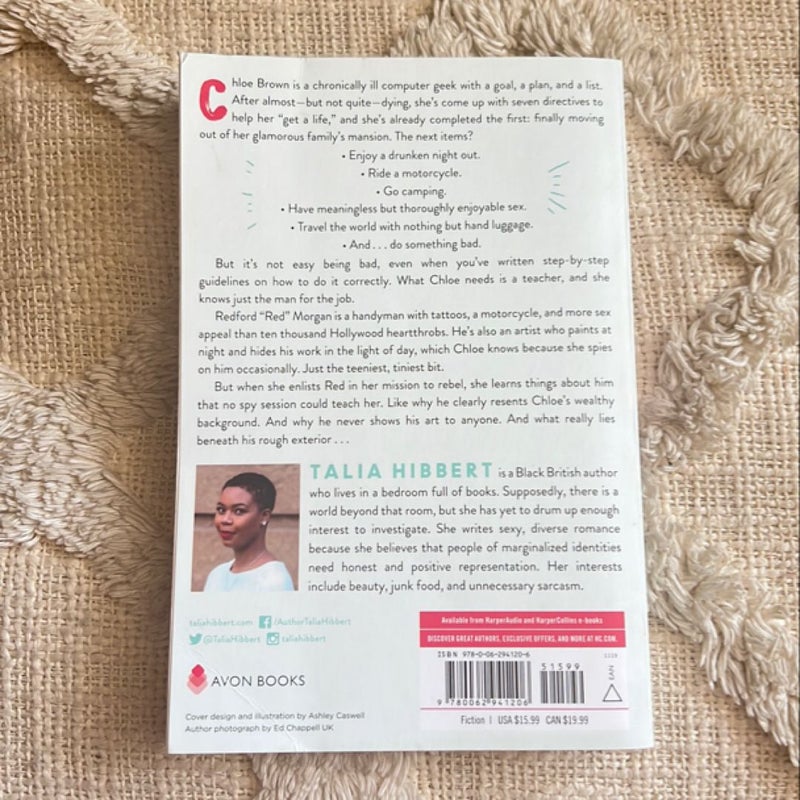 Chloe Brown is a chronically ill computer geek with a goal, a plan, and a list.
After almost—but not quite—dying, she's come up with seven directives to
help her "get a life," and she's already completed the first: finally moving
out of her glamorous family's mansion. The next items?
• Enjoy a drunken night out.
• Ride a motorcycle.
• Go camping.
• Have meaningless but thoroughly enjoyable sex.
• Travel the world with nothing but hand luggage.
• And . . . do something bad.
But it's not easy being bad, even when you've written step-by-step
guidelines on how to do it correctly. What Chloe needs is a teacher, and she
knows just the man for the job.
Redford "Red" Morgan is a handyman with tattoos, a motorcycle, and more sex
appeal than ten thousand Hollywood heartthrobs. He's also an artist who paints at
night and hides his work in the light of day, which Chloe knows because she spies
on him occasionally. Just the teeniest, tiniest bit.
But when she enlists Red in her mission to rebel, she learns things about him
that no spy session could teach her. Like why he clearly resents Chloe's wealthy
background. And why he never shows his art to anyone. And what really lies
beneath his rough exterior . . .
TALIA HIBBERT is a Black British author
who lives in a bedroom full of books. Supposedly, there is a
world beyond that room, but she has yet to drum up enough
interest to investigate. She writes sexy, diverse romance
because she believes that people of marginalized identities
need honest and positive representation. Her interests
include beauty, junk food, and unnecessary sarcasm.
taliahibbert.com /AuthorTaliaHibbert
@TaliaHibbert taliahibbert
AVON BOOKS
Cover design and illustration by Ashley Caswell
Author photograph by Ed Chappell UK
Available from HarperAudio and HarperCollins e-books
DISCOVER GREAT AUTHORS, EXCLUSIVE OFFERS, AND MORE AT HC.COM.
ISBN 978-0-06-294120-6
51599
EAN
9 780062 941206
Fiction | USA $15.99 CAN $19.99